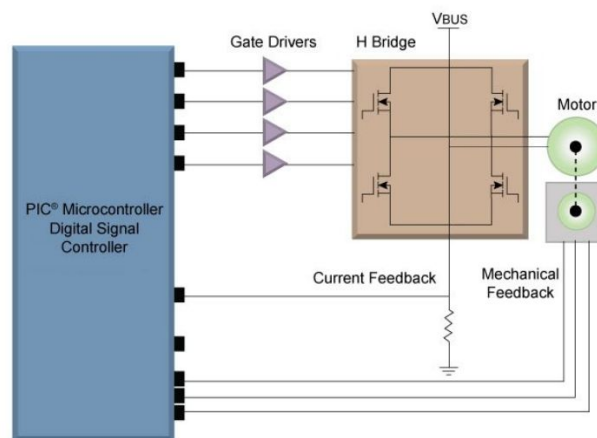 VBUS
Gate Drivers
H Bridge
Motor
PIC® Microcontroller
Digital Signal
Controller
Current Feedback
Mechanical
Feedback